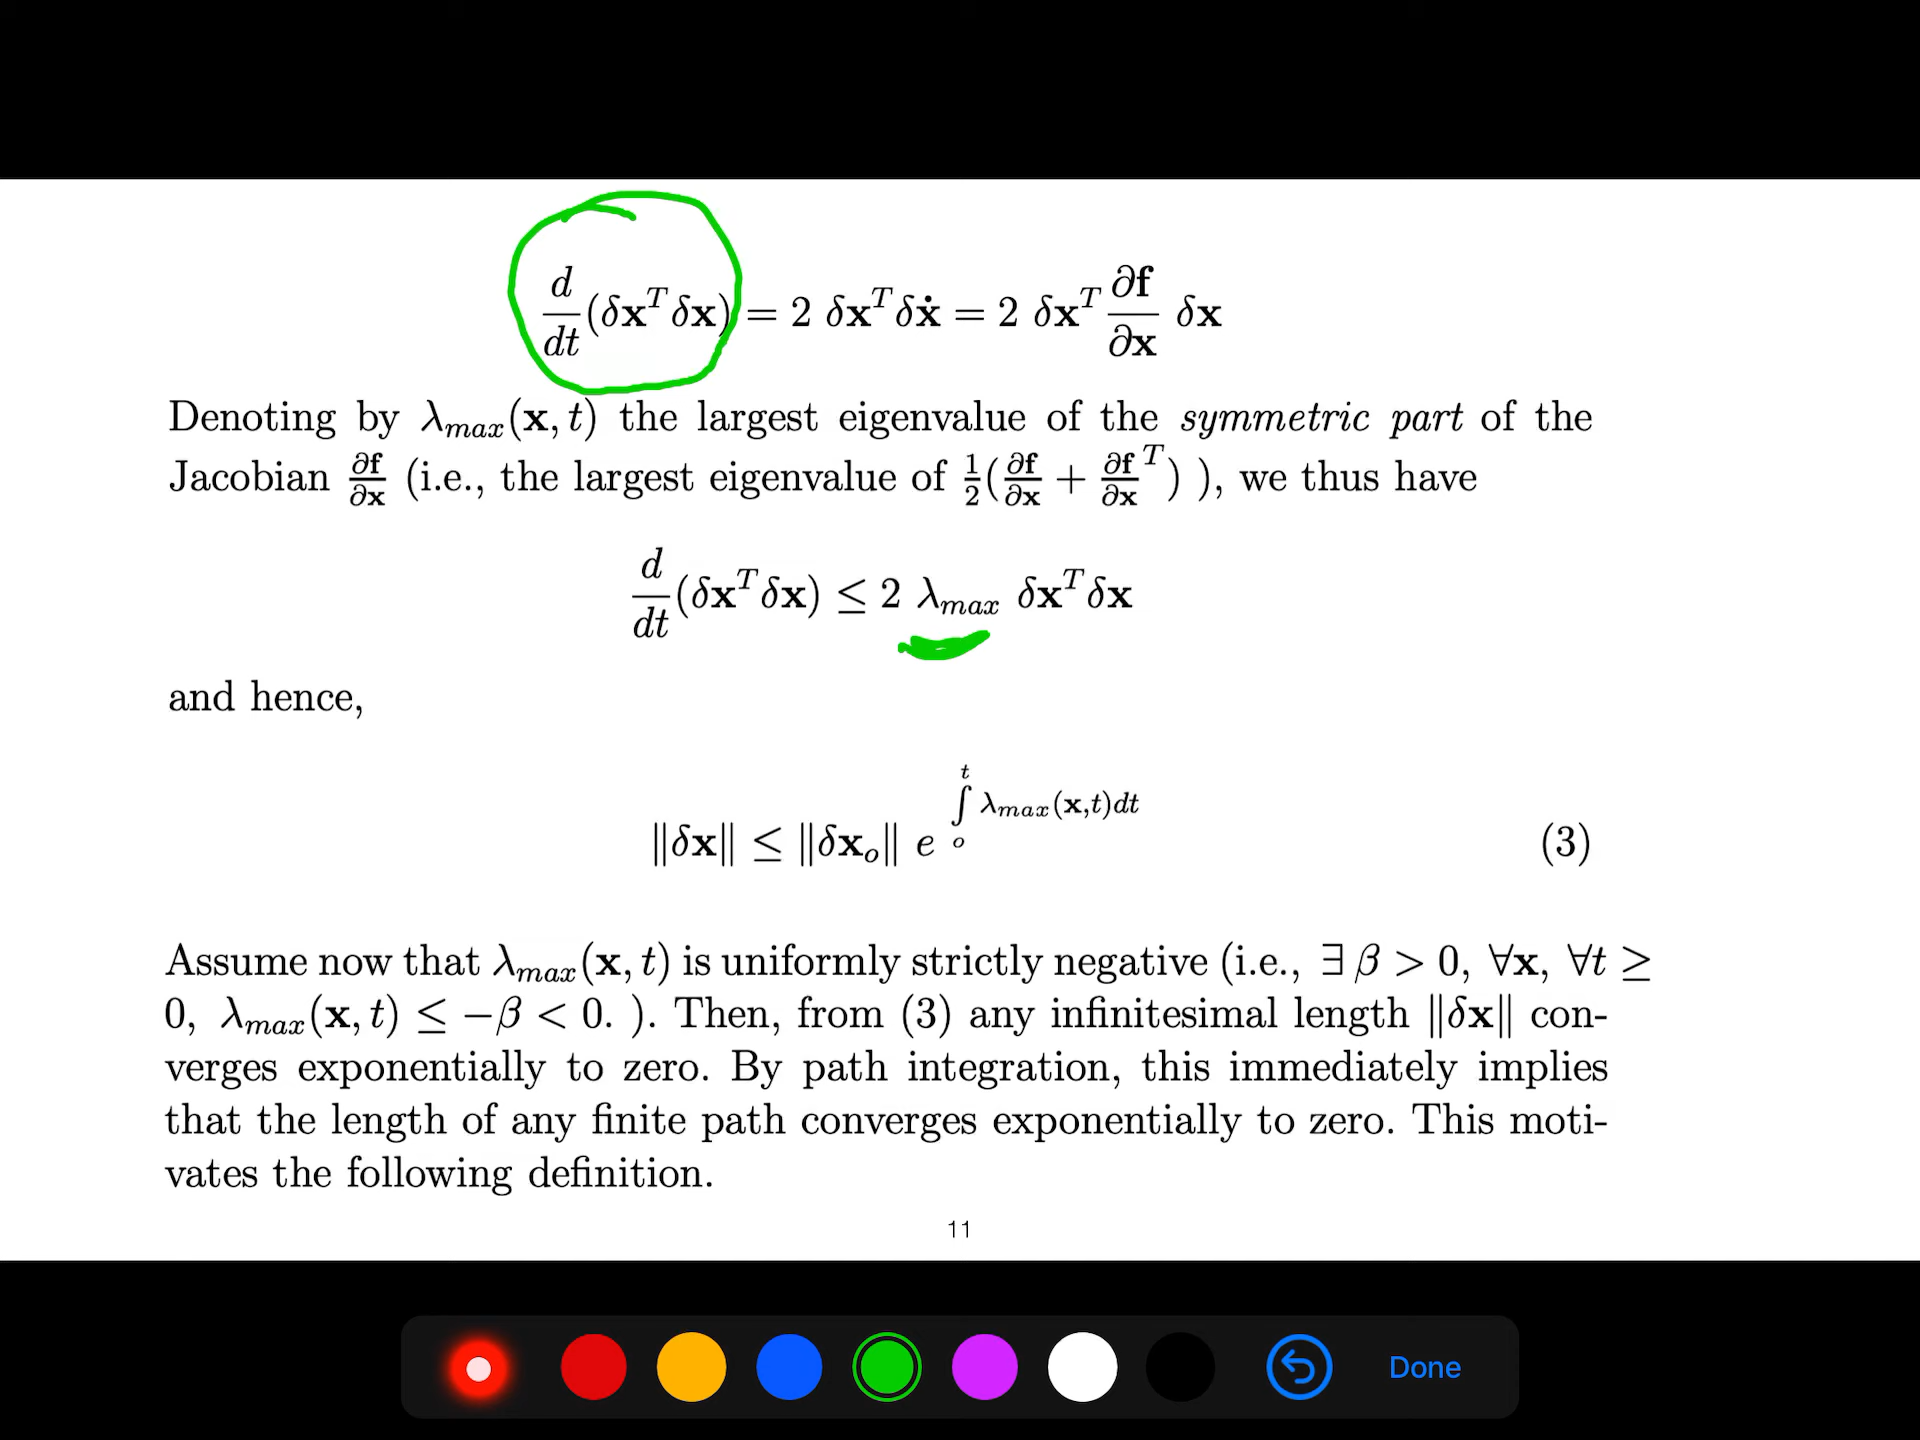 d/dt (δx^T δx) = 2 δx^T δẋ = 2 δx^T ∂f/∂x δx
Denoting by λ_max(x, t) the largest eigenvalue of the symmetric part of the
Jacobian ∂f/∂x (i.e., the largest eigenvalue of 1/2(∂f/∂x + ∂f/∂x^T) ), we thus have
d/dt (δx^T δx) ≤ 2 λ_max δx^T δx
and hence,
‖δx‖ ≤ ‖δx_o‖ e^{∫_o^t λ_max(x,t)dt} (3)
Assume now that λ_max(x, t) is uniformly strictly negative (i.e., ∃ β > 0, ∀x, ∀t ≥
0, λ_max(x, t) ≤ −β < 0. ). Then, from (3) any infinitesimal length ‖δx‖ con-
verges exponentially to zero. By path integration, this immediately implies
that the length of any finite path converges exponentially to zero. This moti-
vates the following definition.
11
Done